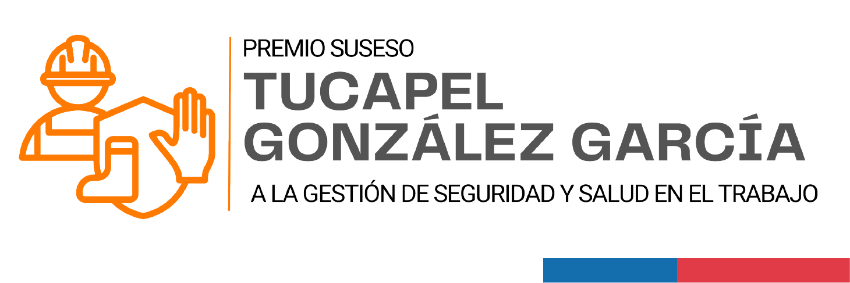 PREMIO SUSESO
TUCAPEL
GONZÁLEZ GARCÍA
A LA GESTIÓN DE SEGURIDAD Y SALUD EN EL TRABAJO